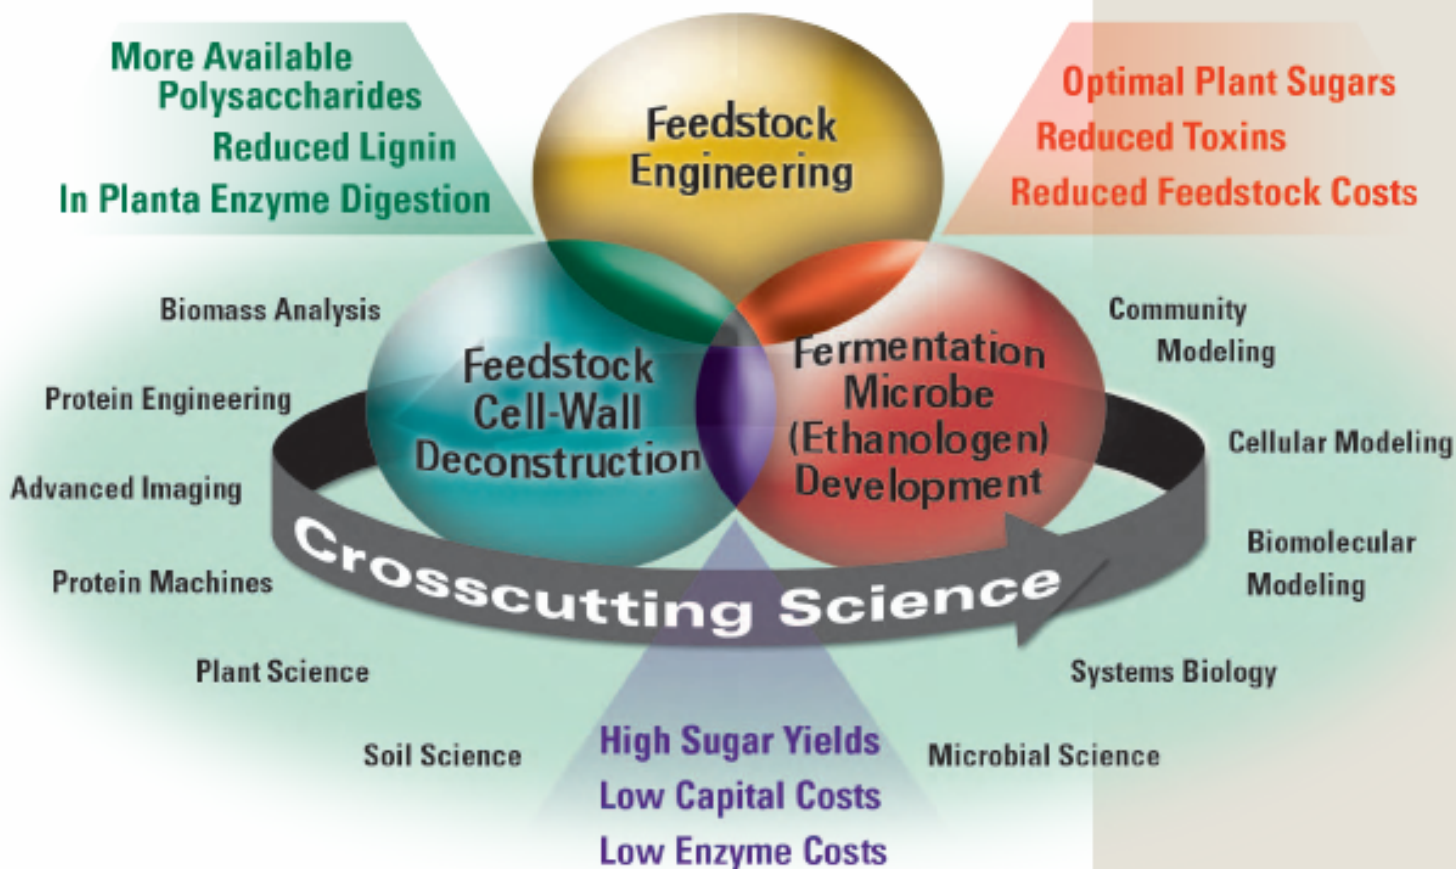 More Available
Polysaccharides
Reduced Lignin
In Planta Enzyme Digestion
Feedstock
Engineering
Optimal Plant Sugars
Reduced Toxins
Reduced Feedstock Costs
Biomass Analysis
Protein Engineering
Advanced Imaging
Protein Machines
Plant Science
Soil Science
Feedstock
Cell-Wall
Deconstruction
Fermentation
Microbe
(Ethanologen)
Development
Community
Modeling
Cellular Modeling
Biomolecular
Modeling
Systems Biology
Microbial Science
Crosscutting Science
High Sugar Yields
Low Capital Costs
Low Enzyme Costs